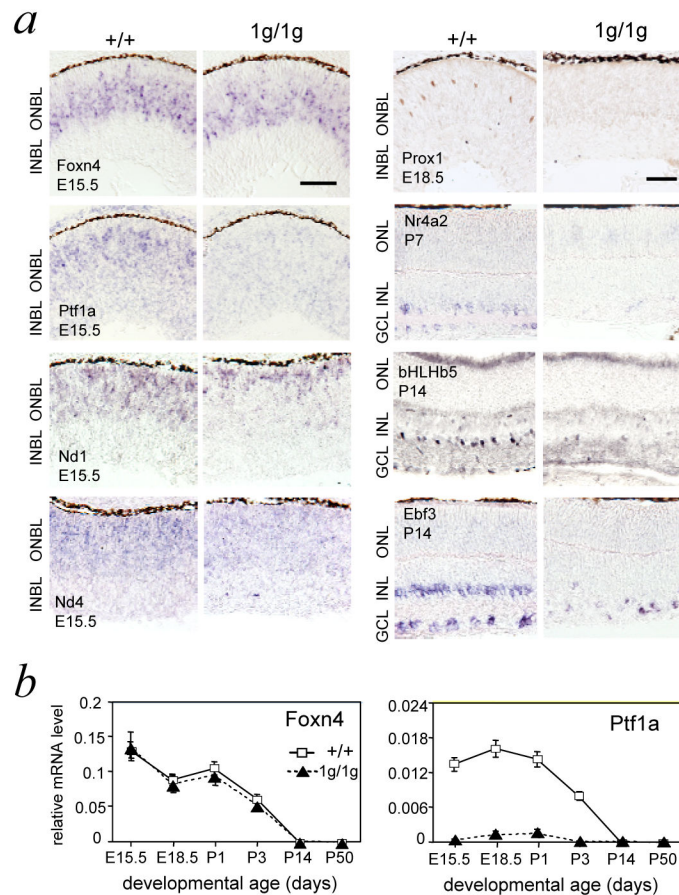 a
+/+ 1g/1g +/+ 1g/1g
ONBL
INBL
Foxn4
E15.5
ONBL
INBL
Ptf1a
E15.5
ONBL
INBL
Nd1
E15.5
ONBL
INBL
Nd4
E15.5
ONBL
INBL
Prox1
E18.5
ONL
INL
GCL
Nr4a2
P7
ONL
INL
GCL
bHLHb5
P14
ONL
INL
GCL
Ebf3
P14
b
relative mRNA level
0.2
0.15
0.1
0.05
0
Foxn4
+/+
1g/1g
E15.5 E18.5 P1 P3 P14 P50
developmental age (days)
0.024
0.018
0.012
0.006
0
Ptf1a
E15.5 E18.5 P1 P3 P14 P50
developmental age (days)